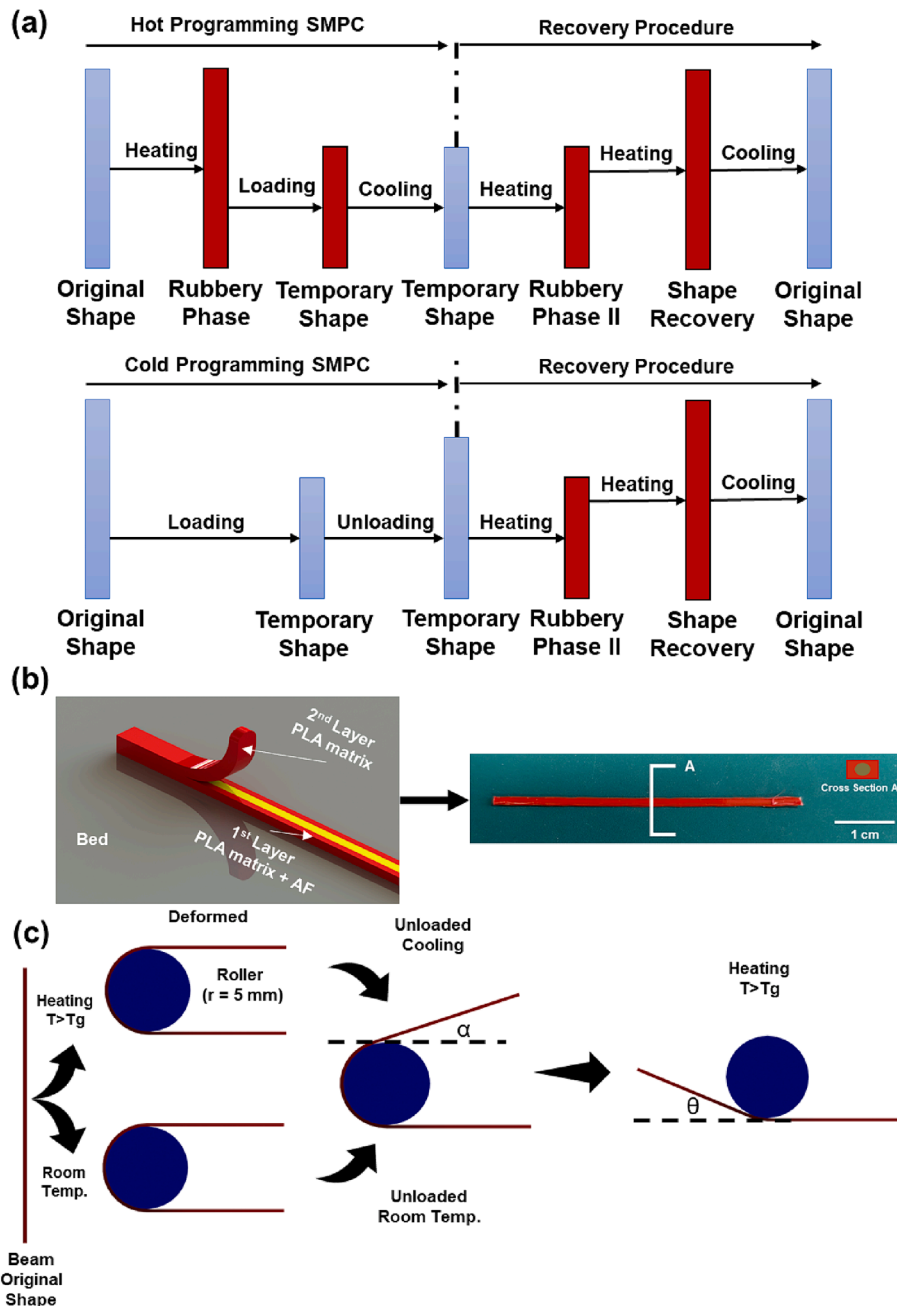 (a)
Hot Programming SMPC
Recovery Procedure
Heating
Loading
Cooling
Heating
Heating
Cooling
Original
Shape
Rubbery
Phase
Temporary
Shape
Temporary
Shape
Rubbery
Phase II
Shape
Recovery
Original
Shape
Cold Programming SMPC
Recovery Procedure
Loading
Unloading
Heating
Heating
Cooling
Original
Shape
Temporary
Shape
Temporary
Shape
Rubbery
Phase II
Shape
Recovery
Original
Shape
(b)
2nd Layer
PLA matrix
Bed
1st Layer
PLA matrix + AF
A
Cross Section A
1 cm
(c)
Deformed
Heating
T>Tg
Roller
(r = 5 mm)
Room
Temp.
Beam
Original
Shape
Unloaded
Cooling
α
Unloaded
Room Temp.
Heating
T>Tg
θ